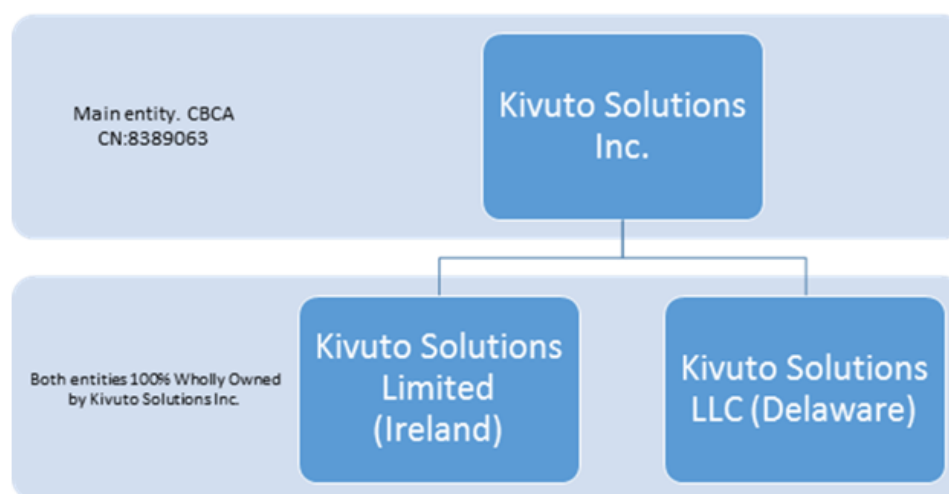 Main entity. CBCA
CN:8389063
Kivuto Solutions
Inc.
Both entities 100% Wholly Owned
by Kivuto Solutions Inc.
Kivuto Solutions
Limited
(Ireland)
Kivuto Solutions
LLC (Delaware)